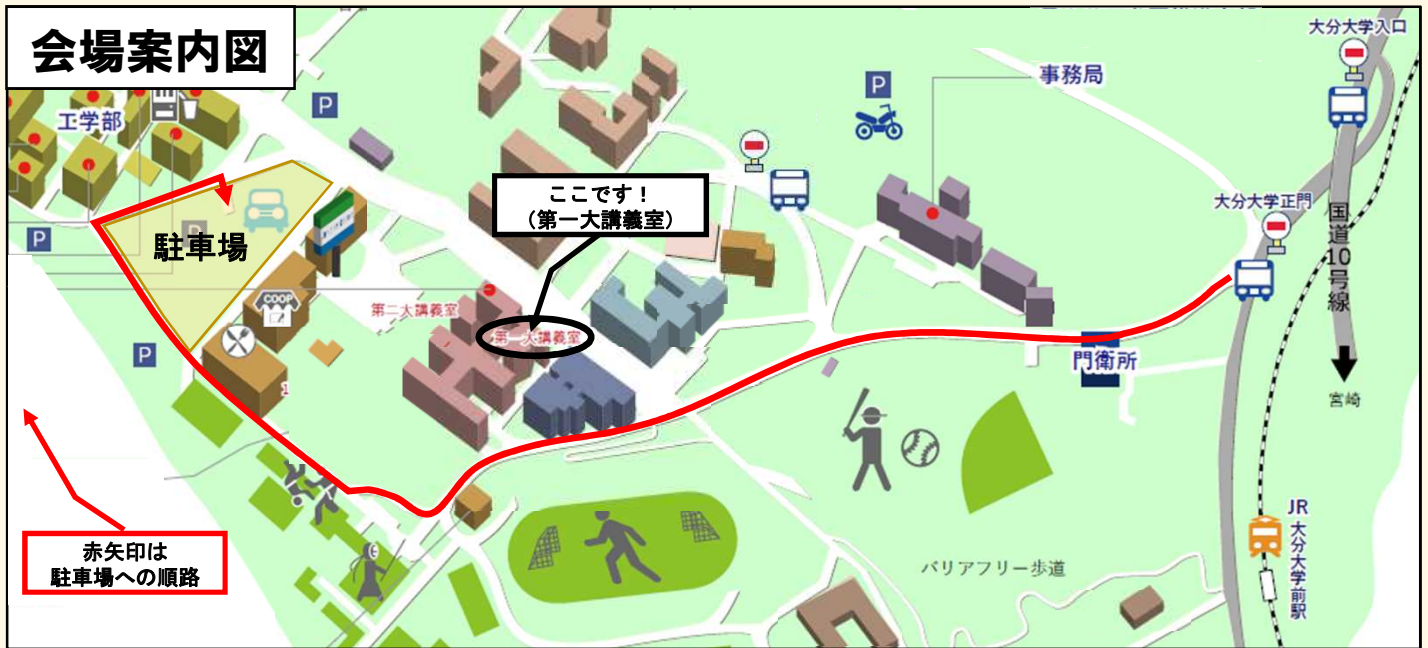 会場案内図
大分大学入口
P
事務局
工学部
P
ここです！
（第一大講義室）
大分大学正門
国道10号線
P
駐車場
P
COOP
第二大講義室
第一大講義室
門衛所
P
1
宮崎
赤矢印は
駐車場への順路
JR
大分大学前駅
バリアフリー歩道